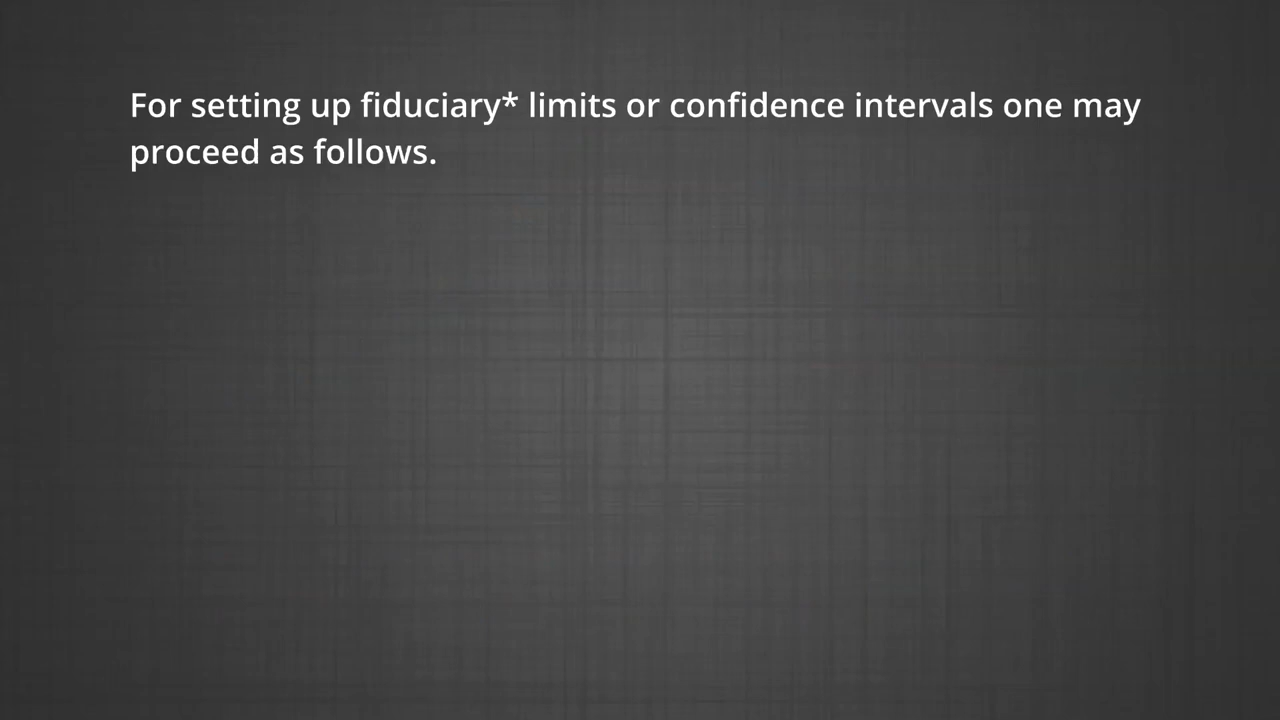 For setting up fiduciary* limits or confidence intervals one may
proceed as follows.